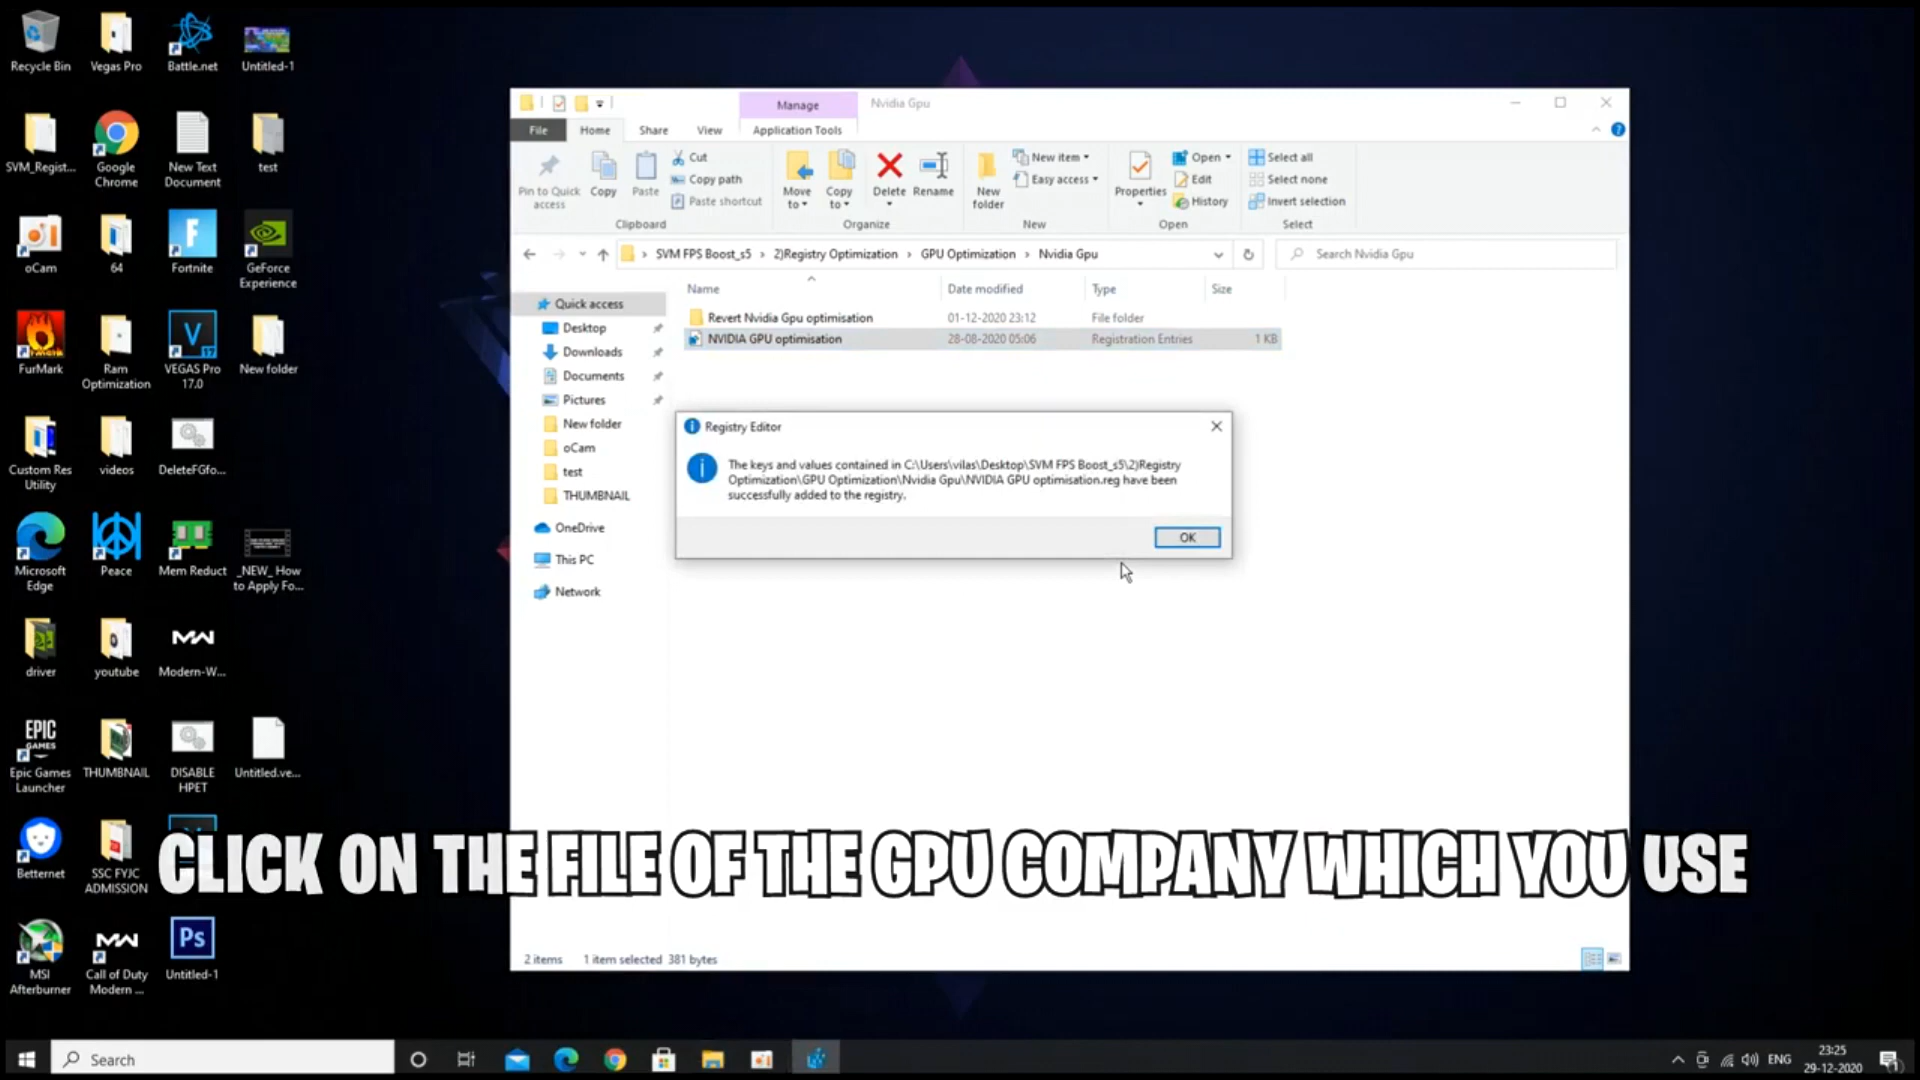 Recycle Bin
Vegas Pro
Battle.net
Untitled-1
SVM_Regist...
Google Chrome
New Text Document
test
oCam
64
Fortnite
GeForce Experience
FurMark
Ram Optimization
VEGAS Pro 17.0
New folder
Custom Res Utility
videos
DeleteFGfo...
Microsoft Edge
Peace
Mem Reduct
_NEW_ How to Apply Fo...
driver
youtube
Modern-W...
EPIC GAMES
Epic Games Launcher
THUMBNAIL
DISABLE HPET
Untitled.ve...
Betternet
SSC FYJC ADMISSION
MSI Afterburner
Call of Duty Modern ...
Ps
Untitled-1
Manage
Nvidia Gpu
File
Home
Share
View
Application Tools
Pin to Quick access
Copy
Paste
Cut
Copy path
Paste shortcut
Clipboard
Move to
Copy to
Delete
Rename
Organize
New folder
New item
Easy access
New
Properties
Open
Edit
History
Open
Select all
Select none
Invert selection
Select
SVM FPS Boost_s5 > 2)Registry Optimization > GPU Optimization > Nvidia Gpu
Search Nvidia Gpu
Name
Date modified
Type
Size
Revert Nvidia Gpu optimisation
01-12-2020 23:12
File folder
NVIDIA GPU optimisation
28-08-2020 05:06
Registration Entries
1 KB
Quick access
Desktop
Downloads
Documents
Pictures
New folder
oCam
test
THUMBNAIL
OneDrive
This PC
Network
Registry Editor
The keys and values contained in C:\Users\vilas\Desktop\SVM FPS Boost_s5\2)Registry
Optimization\GPU Optimization\Nvidia Gpu\NVIDIA GPU optimisation.reg have been
successfully added to the registry.
OK
CLICK ON THE FILE OF THE GPU COMPANY WHICH YOU USE
2 items
1 item selected 381 bytes
Search
ENG
23:25
29-12-2020